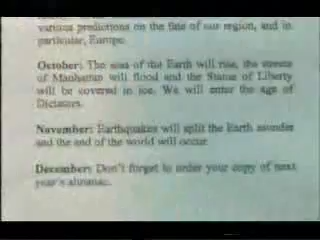 various predictions on the fate of our region, and in
particular, Europe.
October: The seas of the Earth will rise, the streets
of Manhattan will flood and the Statue of Liberty
will be covered in ice. We will enter the age of
Dictators.
November: Earthquakes will split the Earth asunder
and the end of the world will occur.
December: Don't forget to order your copy of next
year's almanac.